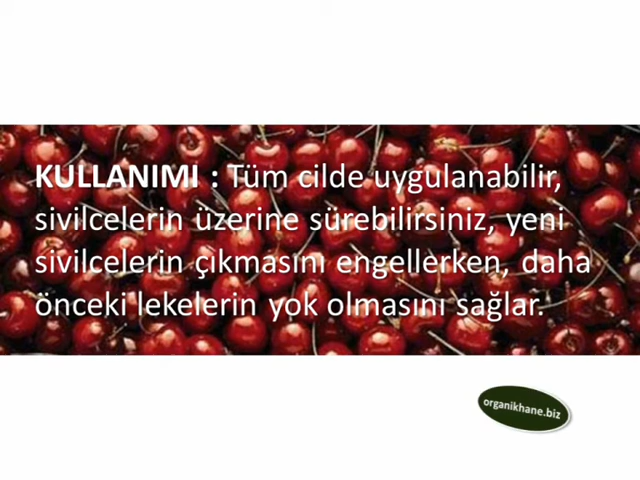 KULLANIMI : Tüm cilde uygulanabilir,
sivilcelerin üzerine sürebilirsiniz, yeni
sivilcelerin çıkmasını engellerken, daha
önceki lekelerin yok olmasını sağlar.
organikhane.biz